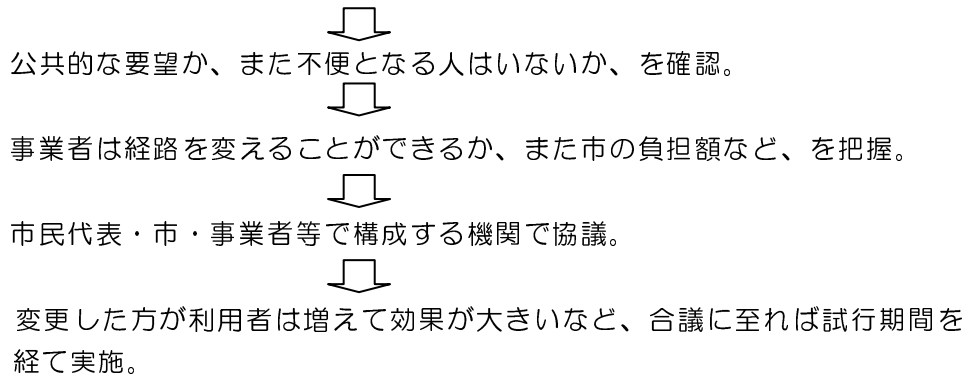 公共的な要望か、また不便となる人はいないか、を確認。
事業者は経路を変えることができるか、また市の負担額など、を把握。
市民代表・市・事業者等で構成する機関で協議。
変更した方が利用者は増えて効果が大きいなど、合議に至れば試行期間を
経て実施。